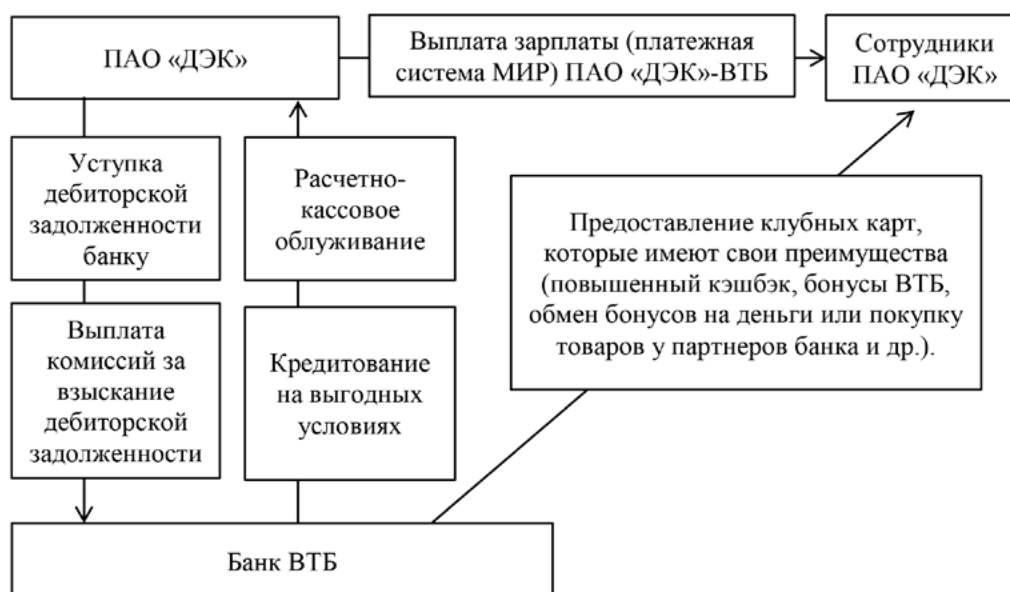 ПАО «ДЭК»
Выплата зарплаты (платежная
система МИР) ПАО «ДЭК»-ВТБ
Сотрудники
ПАО «ДЭК»
Уступка
дебиторской
задолженности
банку
Расчетно-
кассовое
облуживание
Предоставление клубных карт,
которые имеют свои преимущества
(повышенный кэшбэк, бонусы ВТБ,
обмен бонусов на деньги или покупку
товаров у партнеров банка и др.).
Выплата
комиссий за
взыскание
дебиторской
задолженности
Кредитование
на выгодных
условиях
Банк ВТБ